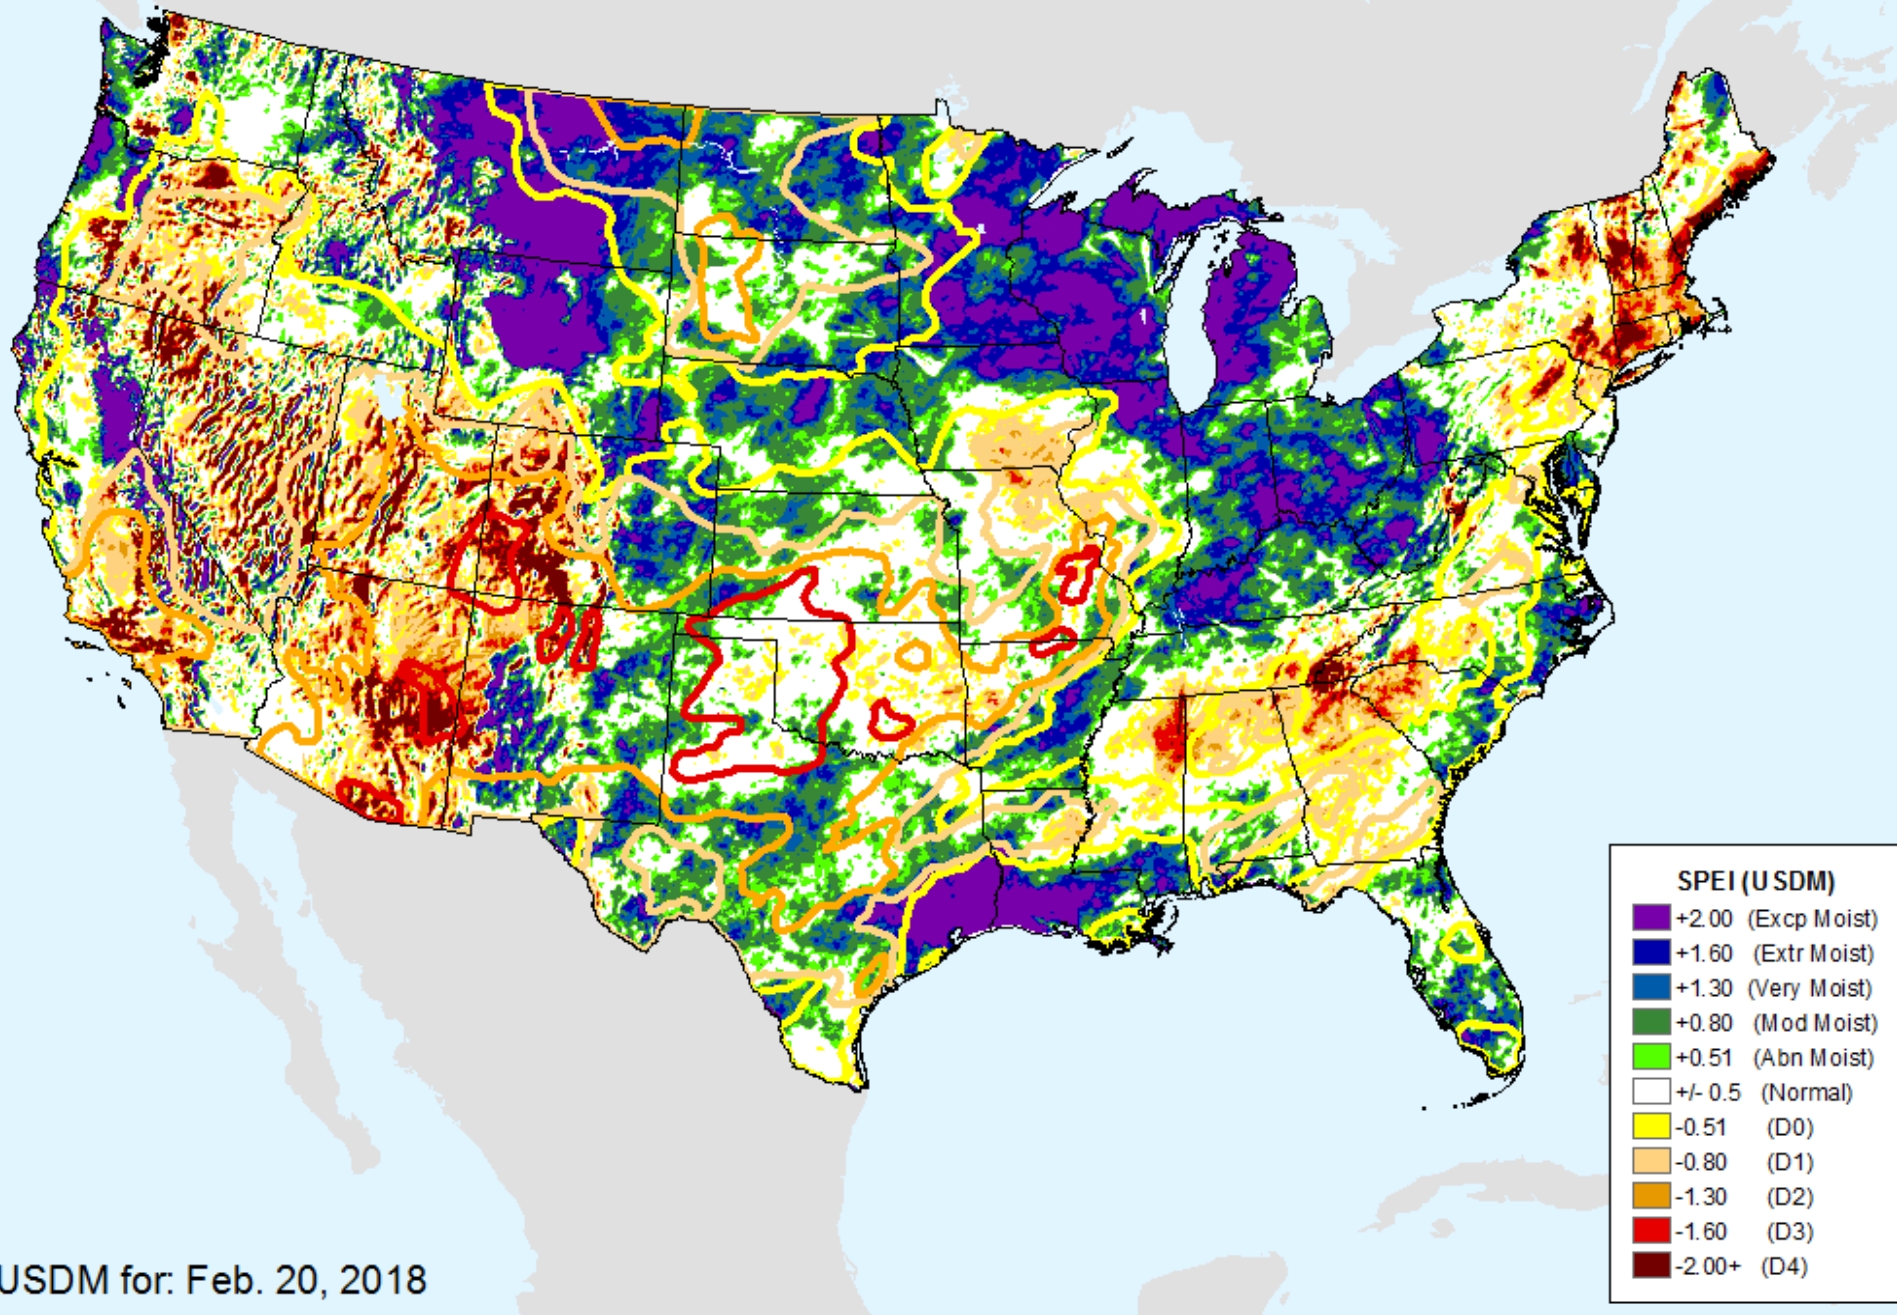 SPEI (USDM)
+2.00 (Excp Moist)
+1.60 (Extr Moist)
+1.30 (Very Moist)
+0.80 (Mod Moist)
+0.51 (Abn Moist)
+/- 0.5 (Normal)
-0.51 (D0)
-0.80 (D1)
-1.30 (D2)
-1.60 (D3)
-2.00+ (D4)
USDM for: Feb. 20, 2018